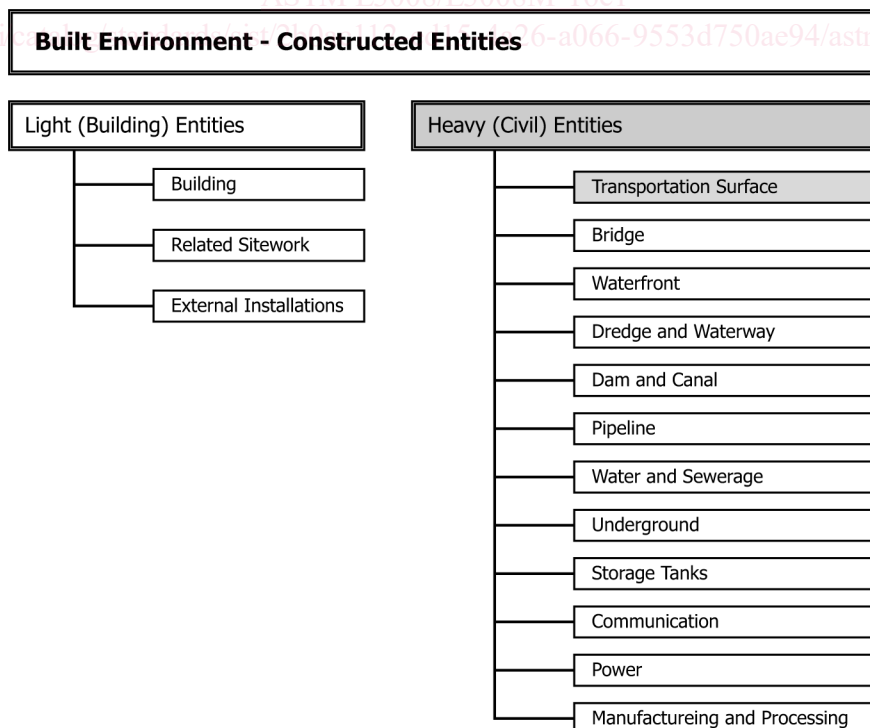 Built Environment - Constructed Entities
Light (Building) Entities
Building
Related Sitework
External Installations
Heavy (Civil) Entities
Transportation Surface
Bridge
Waterfront
Dredge and Waterway
Dam and Canal
Pipeline
Water and Sewerage
Underground
Storage Tanks
Communication
Power
Manufactureing and Processing